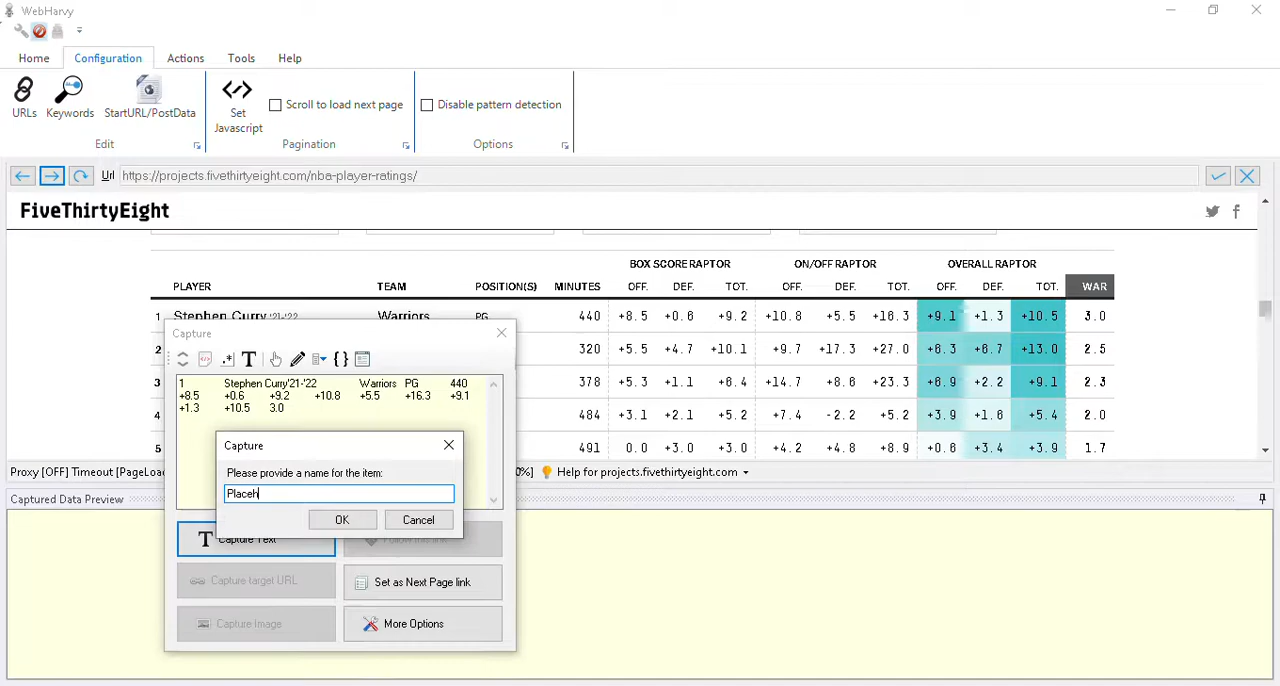 WebHarvy
Home Configuration Actions Tools Help
URLs Keywords StartURL/PostData Set Javascript Scroll to load next page Disable pattern detection
Edit Pagination Options
Url https://projects.fivethirtyeight.com/nba-player-ratings/
FiveThirtyEight
BOX SCORE RAPTOR ON/OFF RAPTOR OVERALL RAPTOR
PLAYER TEAM POSITION(S) MINUTES OFF. DEF. TOT. OFF. DEF. TOT. OFF. DEF. TOT. WAR
1 Stephen Curry '21-'22 Warriors PG 440 +8.5 +0.6 +9.2 +10.8 +5.5 +16.3 +9.1 +1.3 +10.5 3.0
2 320 +5.5 +4.7 +10.1 +9.7 +17.3 +27.0 +6.3 +6.7 +13.0 2.5
3 378 +5.3 +1.1 +6.4 +14.7 +8.6 +23.3 +6.9 +2.2 +9.1 2.3
4 484 +3.1 +2.1 +5.2 +7.4 -2.2 +5.2 +3.9 +1.6 +5.4 2.0
5 491 0.0 +3.0 +3.0 +4.2 +4.8 +8.9 +0.6 +3.4 +3.9 1.7
Capture
1 Stephen Curry'21-'22 Warriors PG 440
+8.5 +0.6 +9.2 +10.8 +5.5 +16.3 +9.1
+1.3 +10.5 3.0
Capture
Please provide a name for the item:
Placeh
OK Cancel
Capture Text Follow this link
Capture target URL Set as Next Page link
Capture Image More Options
Proxy [OFF] Timeout [PageLoa 0%] Help for projects.fivethirtyeight.com
Captured Data Preview